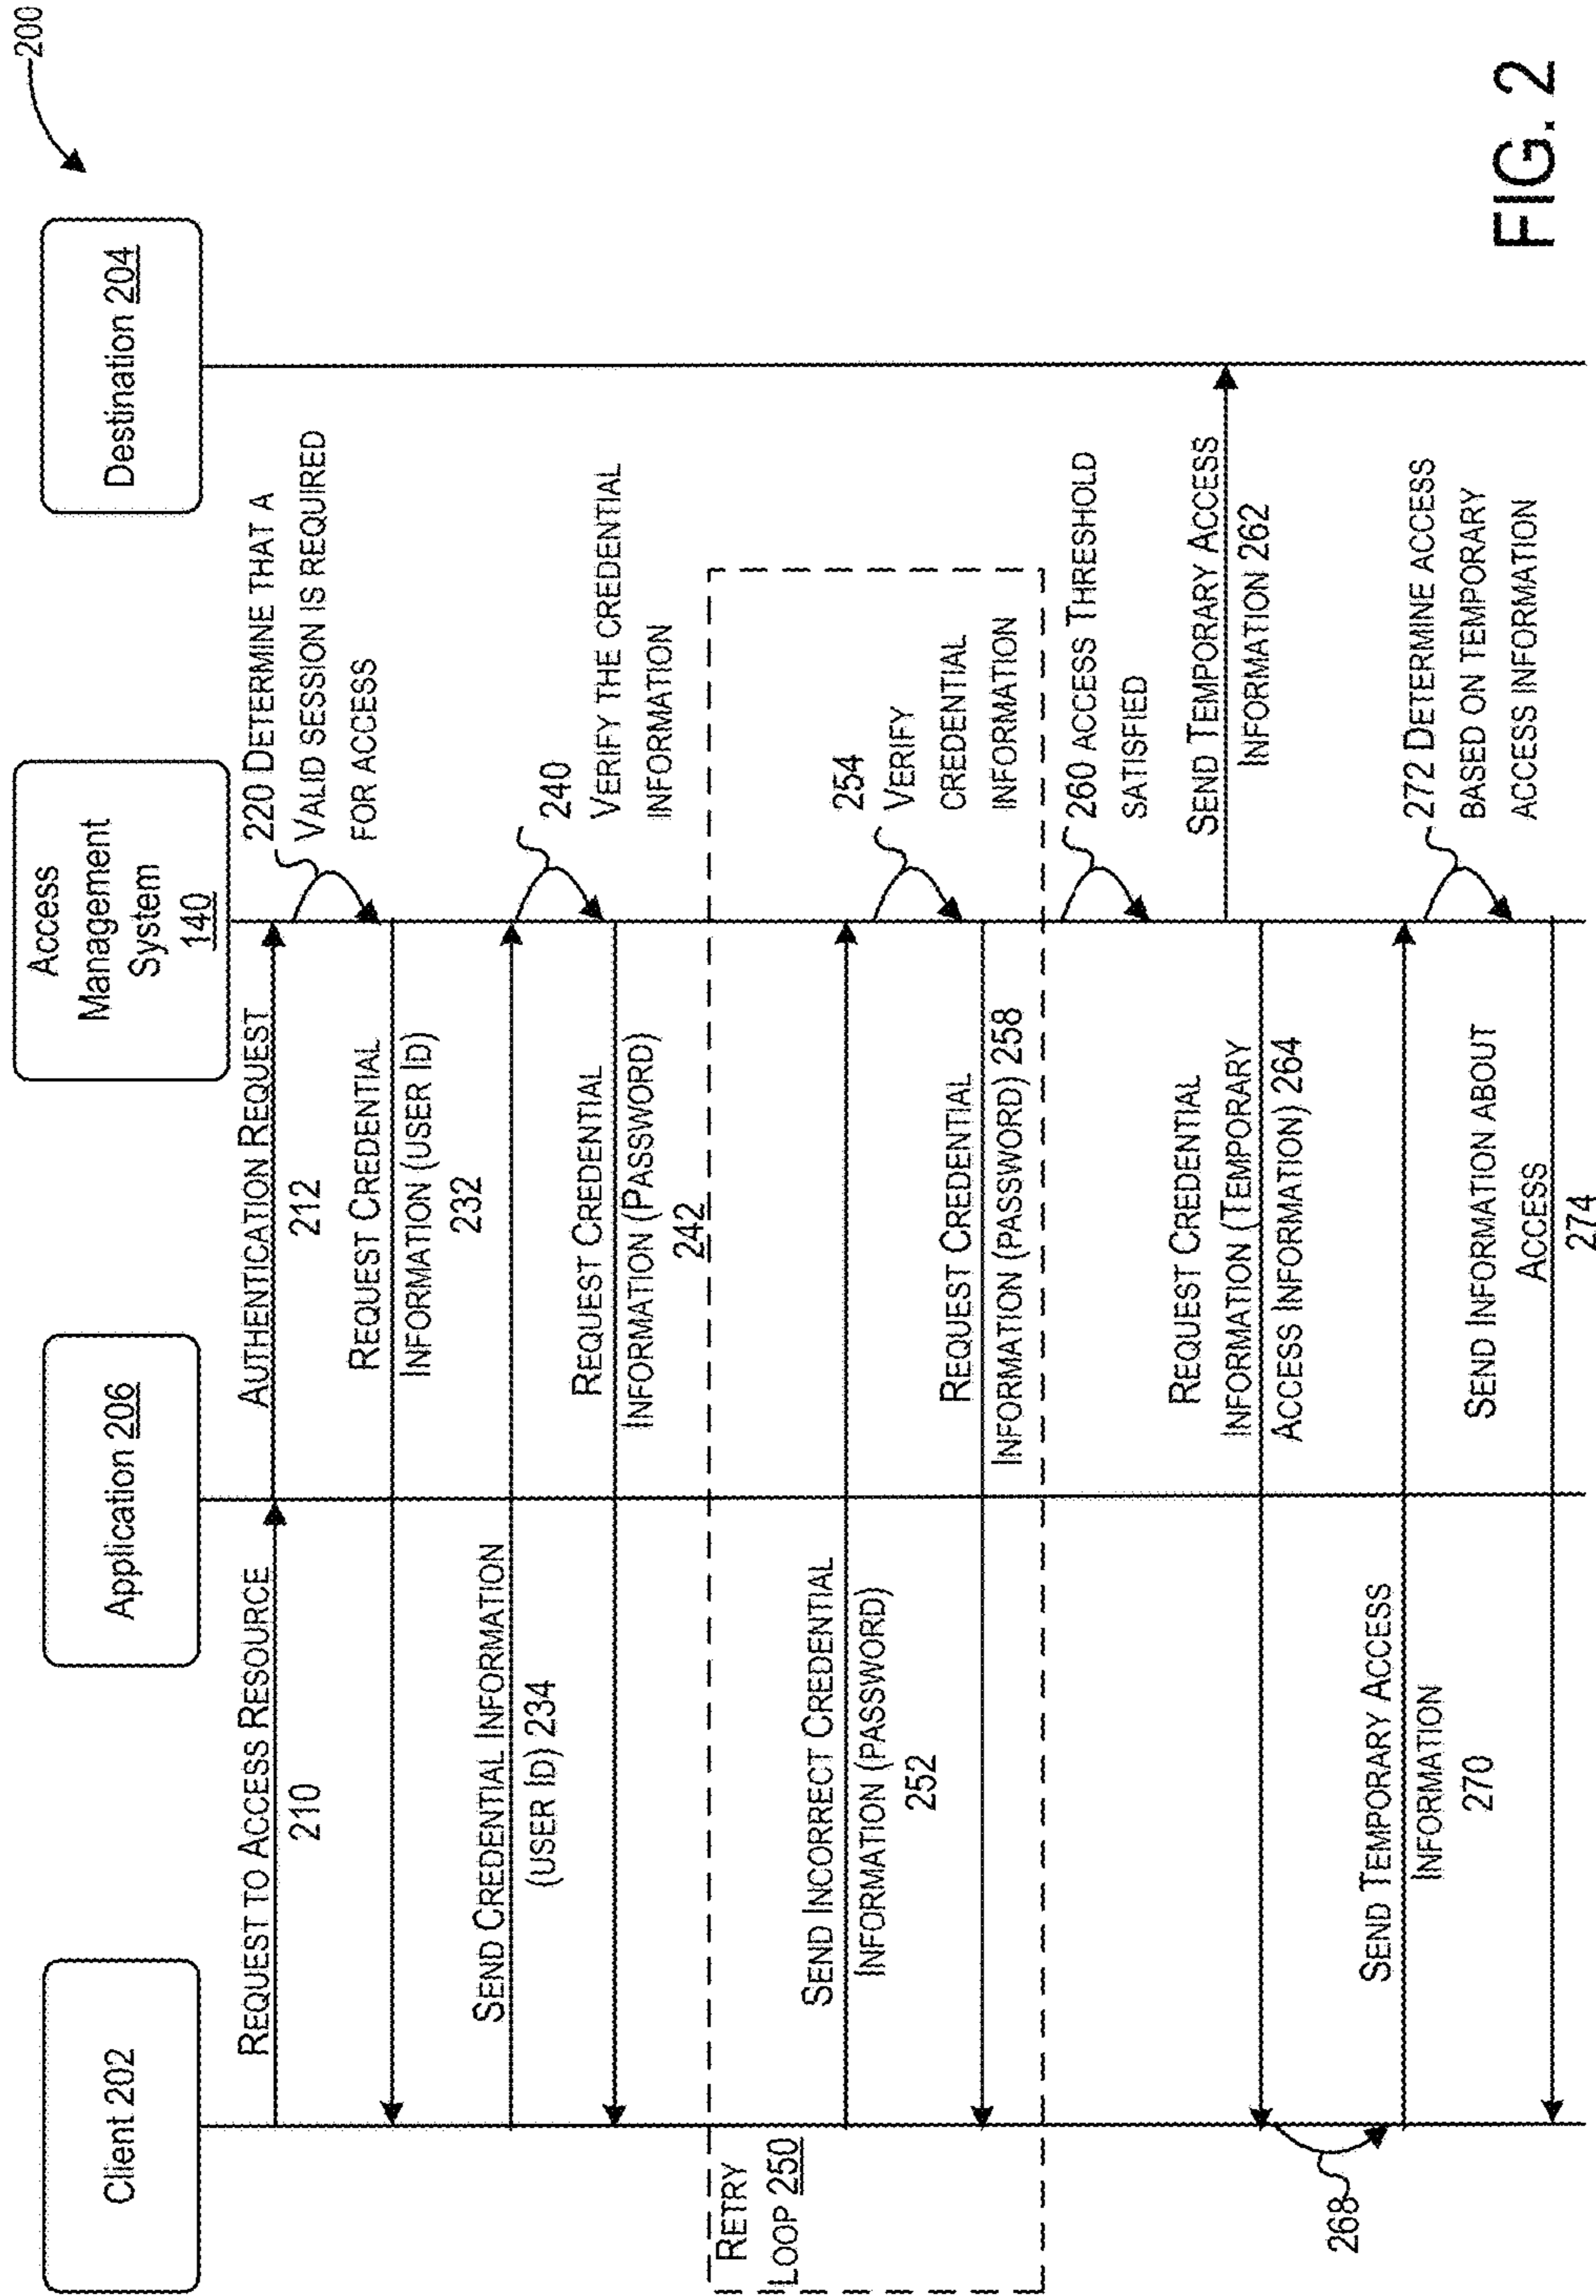 200
Client 202
Application 206
Access
Management
System
140
Destination 204
REQUEST TO ACCESS RESOURCE
210
AUTHENTICATION REQUEST
212
220 DETERMINE THAT A
VALID SESSION IS REQUIRED
FOR ACCESS
REQUEST CREDENTIAL
INFORMATION (USER ID)
232
SEND CREDENTIAL INFORMATION
(USER ID) 234
240
VERIFY THE CREDENTIAL
INFORMATION
REQUEST CREDENTIAL
INFORMATION (PASSWORD)
242
RETRY
LOOP 250
SEND INCORRECT CREDENTIAL
INFORMATION (PASSWORD)
252
254
VERIFY
CREDENTIAL
INFORMATION
REQUEST CREDENTIAL
INFORMATION (PASSWORD) 258
260 ACCESS THRESHOLD
SATISFIED
SEND TEMPORARY ACCESS
INFORMATION 262
REQUEST CREDENTIAL
INFORMATION (TEMPORARY
ACCESS INFORMATION) 264
268
SEND TEMPORARY ACCESS
INFORMATION
270
272 DETERMINE ACCESS
BASED ON TEMPORARY
ACCESS INFORMATION
SEND INFORMATION ABOUT
ACCESS
274
FIG. 2